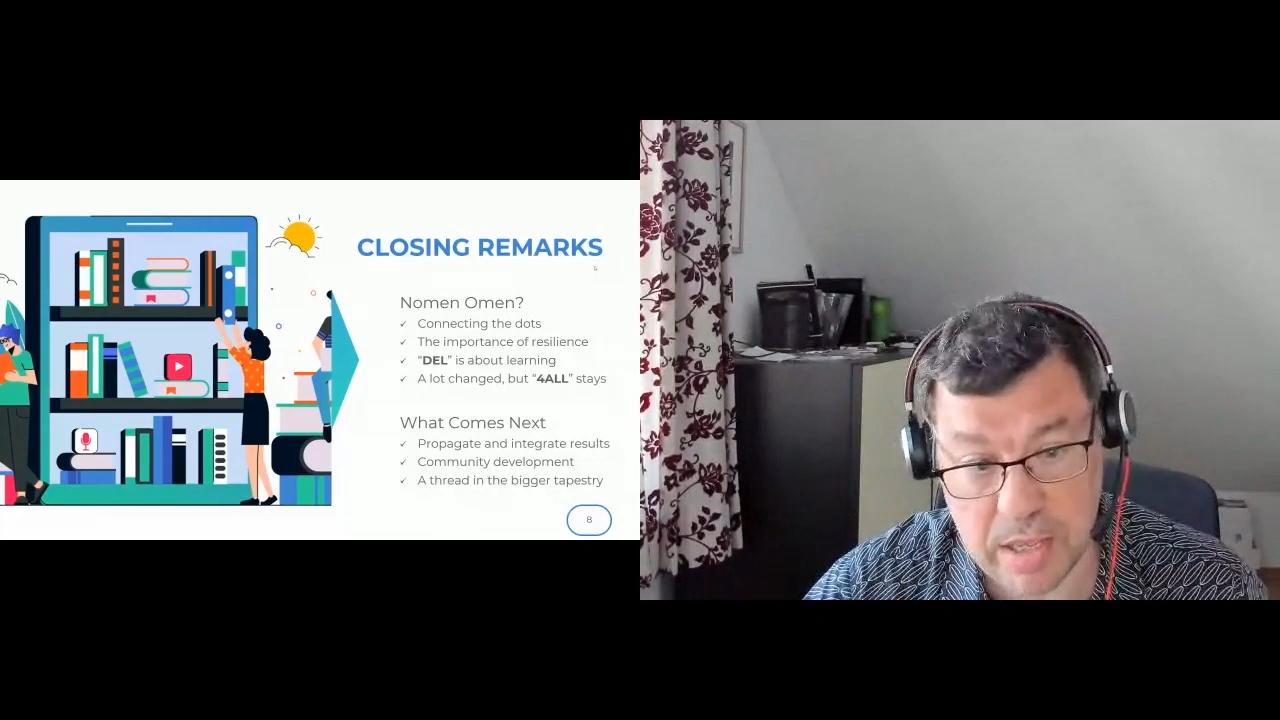 CLOSING REMARKS
Nomen Omen?
✓ Connecting the dots
✓ The importance of resilience
✓ “DEL” is about learning
✓ A lot changed, but “4ALL” stays
What Comes Next
✓ Propagate and integrate results
✓ Community development
✓ A thread in the bigger tapestry
8